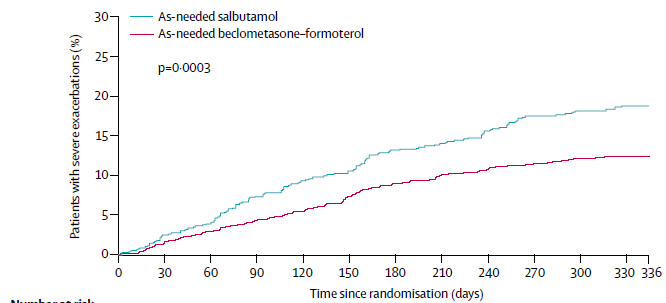 As-needed salbutamol
As-needed beclometasone–formoterol
p=0·0003
Patients with severe exacerbations (%)
30
25
20
15
10
5
0
0 30 60 90 120 150 180 210 240 270 300 330 336
Time since randomisation (days)
Number at risk